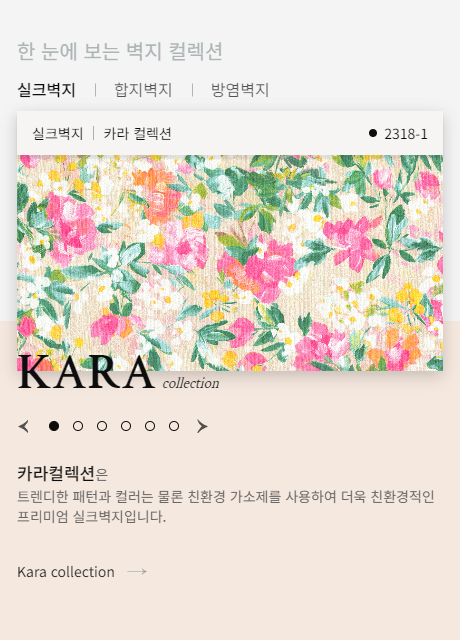 한 눈에 보는 벽지 컬렉션
실크벽지 | 합지벽지 | 방염벽지
실크벽지 | 카라 컬렉션 ● 2318-1
KARA collection
카라컬렉션은
트렌디한 패턴과 컬러는 물론 친환경 가소제를 사용하여 더욱 친환경적인
프리미엄 실크벽지입니다.
Kara collection